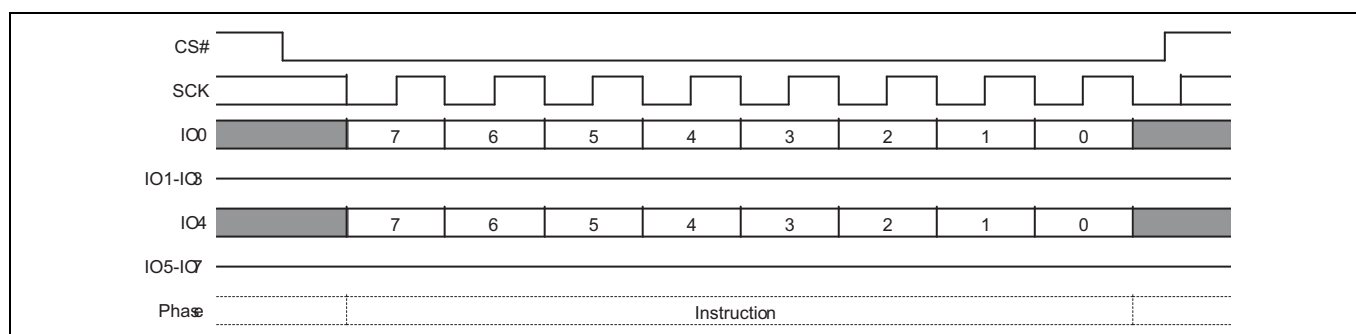 CS#
SCK
IO0 7 6 5 4 3 2 1 0
IO1-IO3
IO4 7 6 5 4 3 2 1 0
IO5-IO7
Phase Instruction